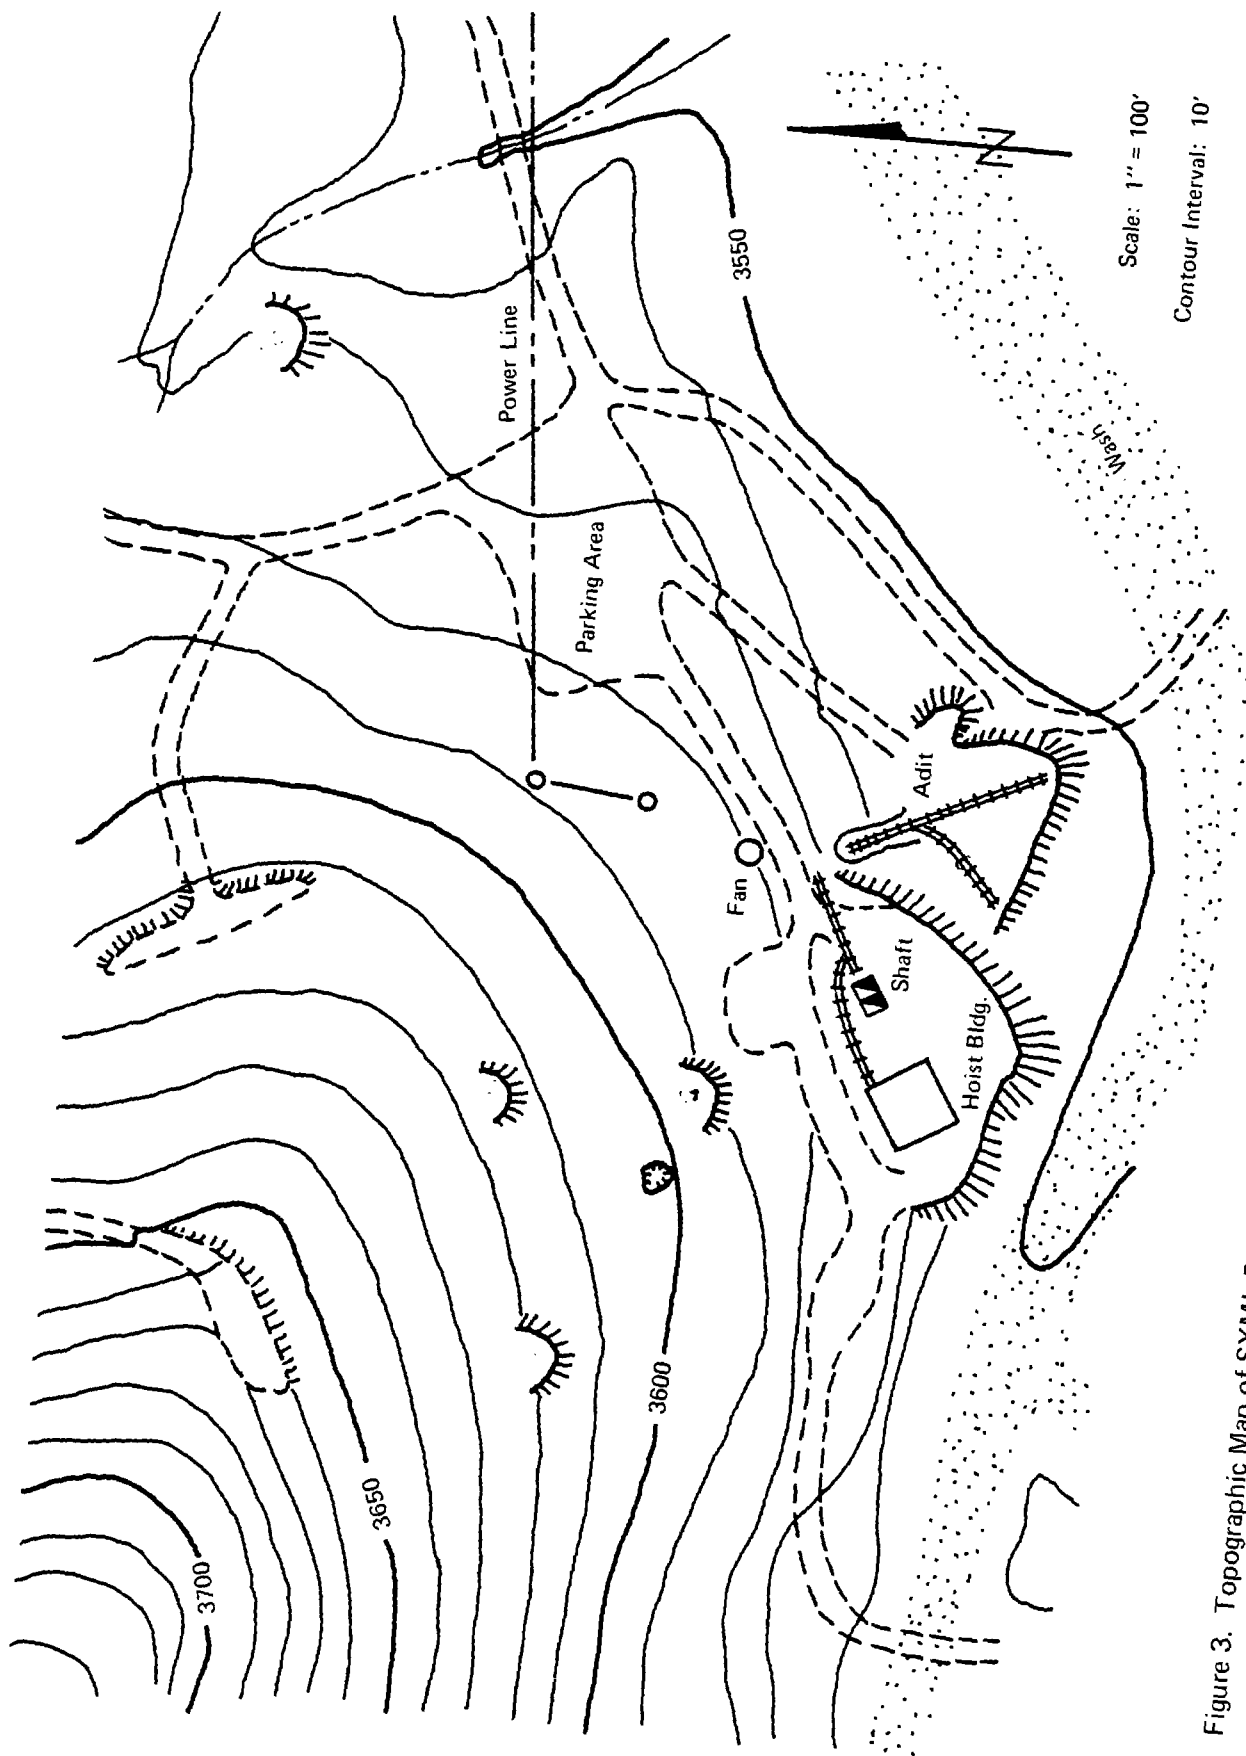 Power Line
3550
Parking Area
Wash
Fan
Adit
Shaft
Hoist Bldg.
3600
3650
3700
N
Scale: 1" = 100'
Contour Interval: 10'
Figure 3. Topographic Map of